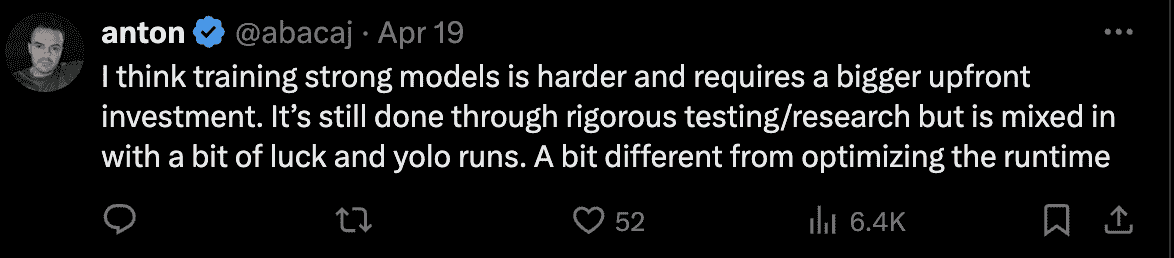 anton @abacaj · Apr 19
I think training strong models is harder and requires a bigger upfront
investment. It’s still done through rigorous testing/research but is mixed in
with a bit of luck and yolo runs. A bit different from optimizing the runtime
52 6.4K